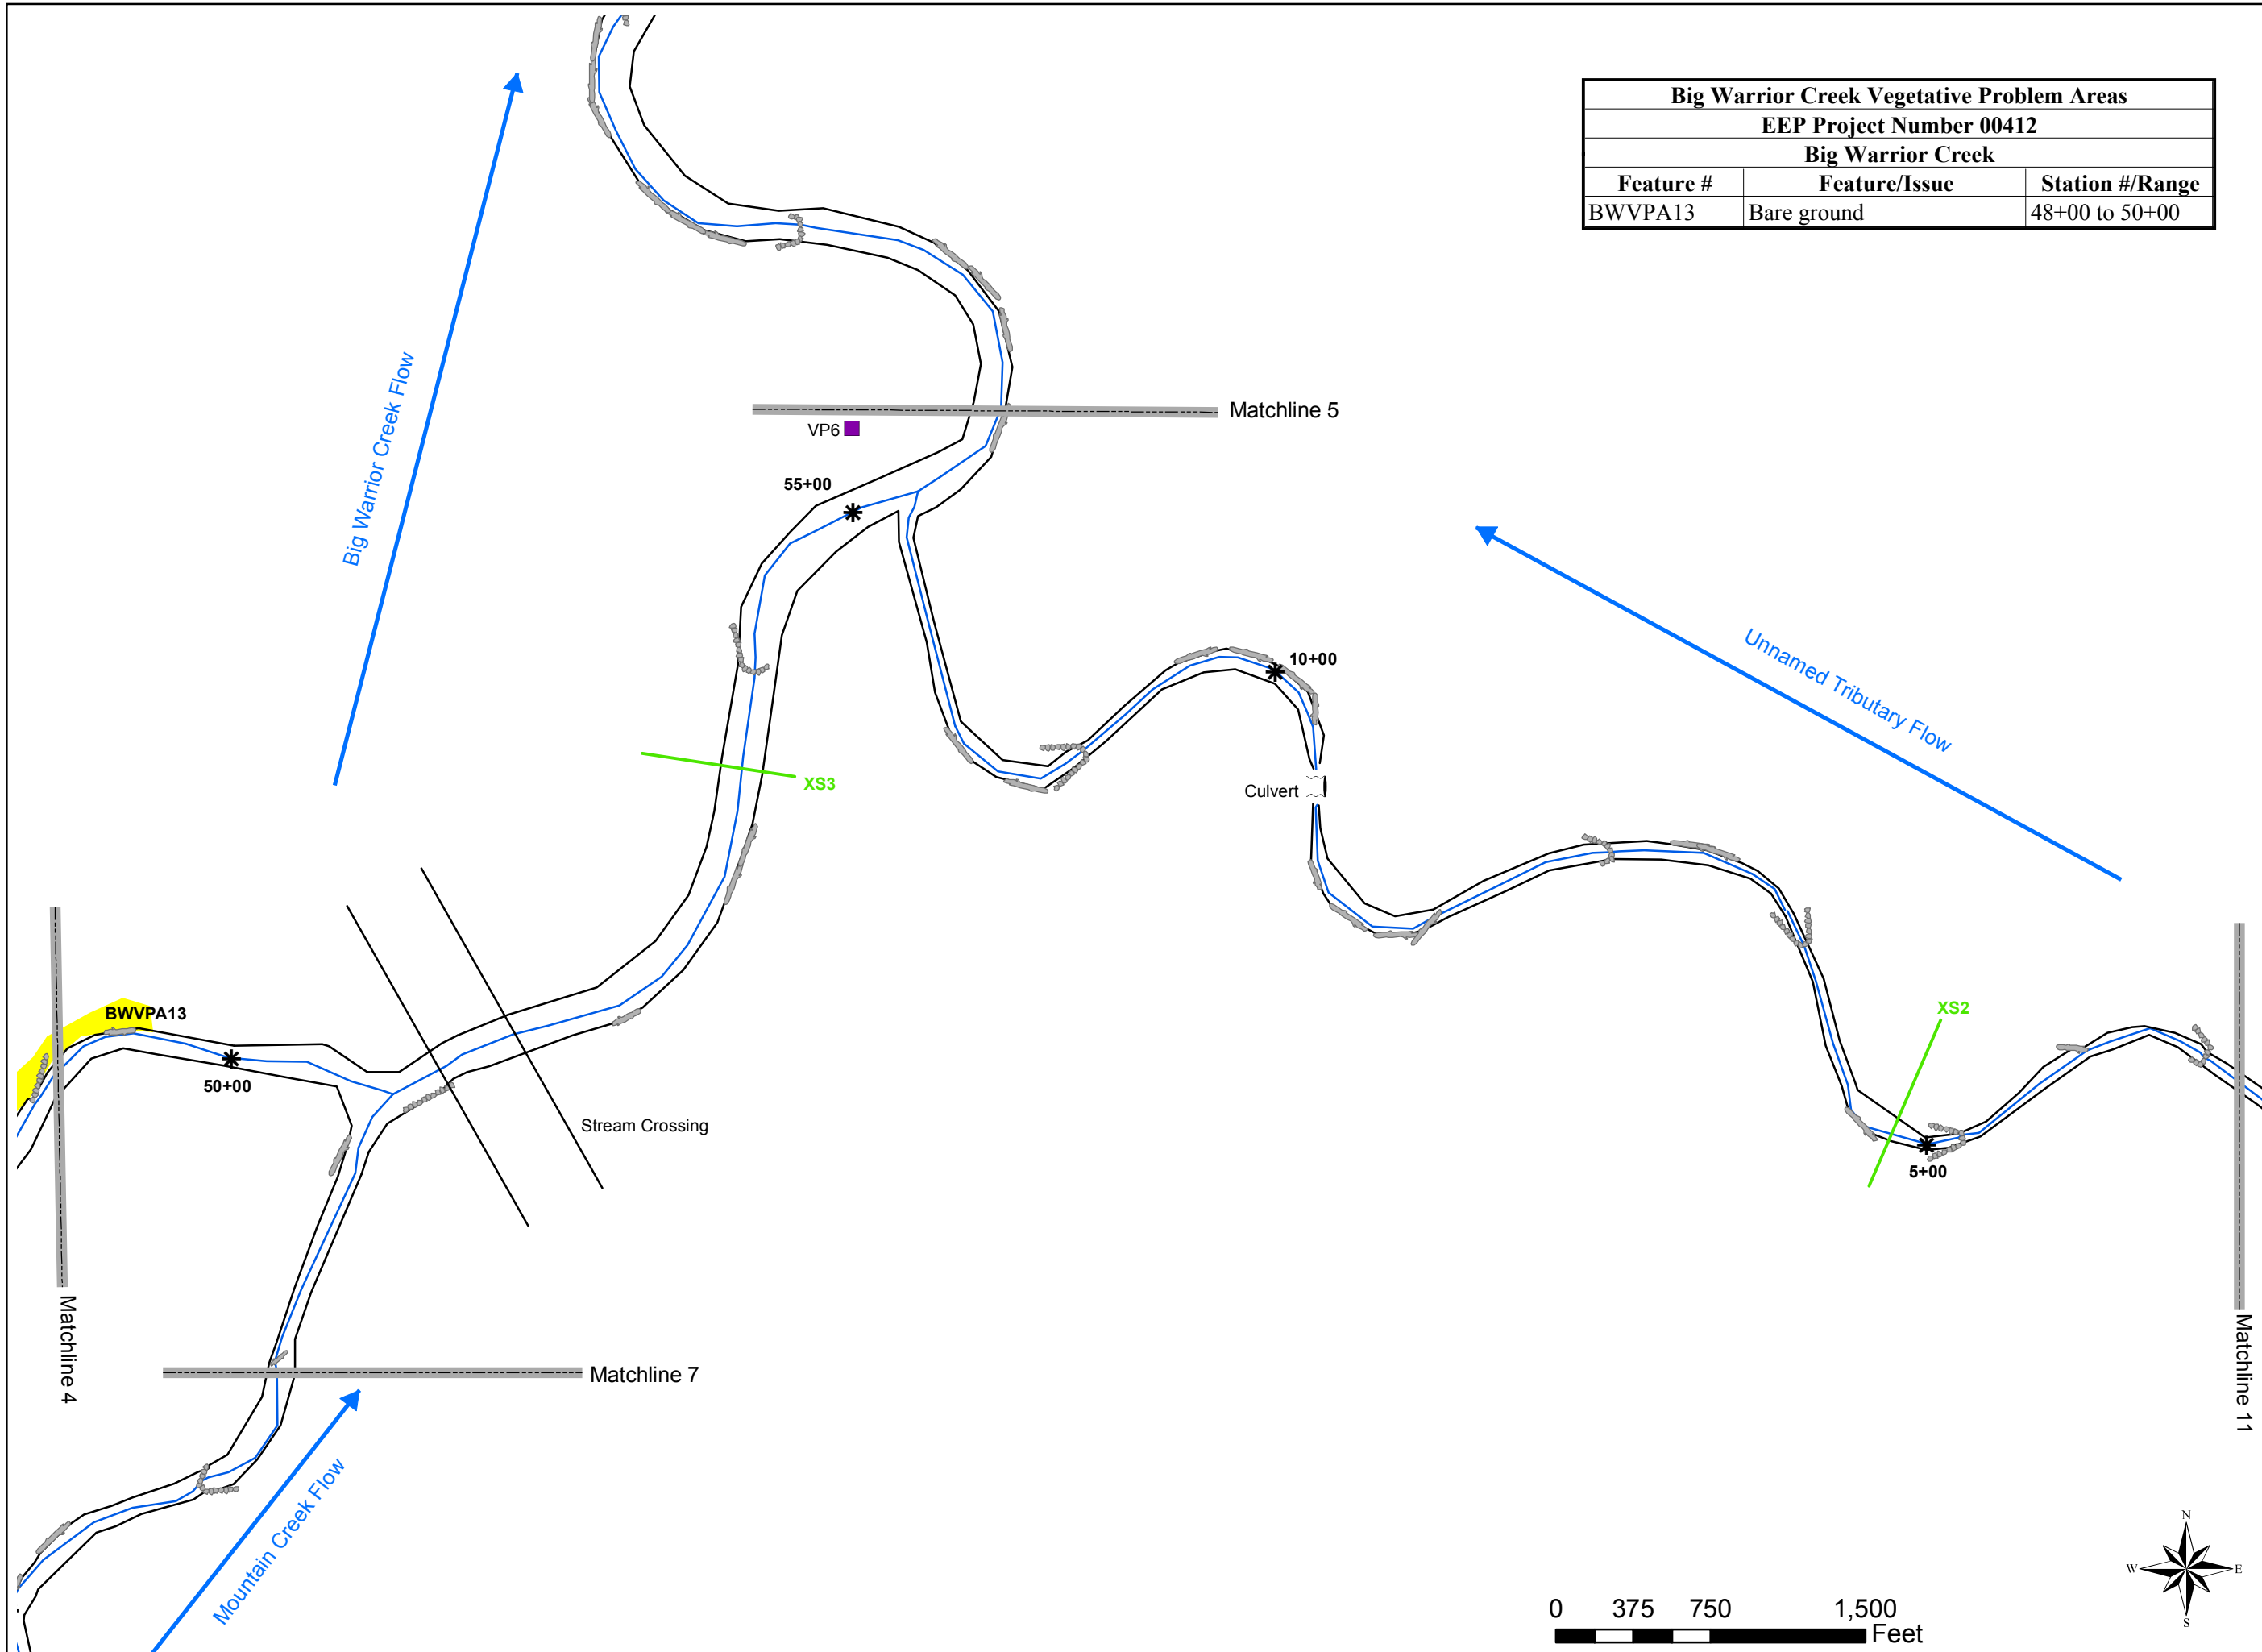 Big Warrior Creek Vegetative Problem Areas
EEP Project Number 00412
Big Warrior Creek
Feature # Feature/Issue Station #/Range
BWVPA13 Bare ground 48+00 to 50+00
Big Warrior Creek Flow
Matchline 5
VP6
55+00
Unnamed Tributary Flow
10+00
XS3
Culvert
BWVPA13
50+00
Stream Crossing
XS2
5+00
Matchline 4
Matchline 7
Matchline 11
Mountain Creek Flow
N
W E
S
0 375 750 1,500
Feet